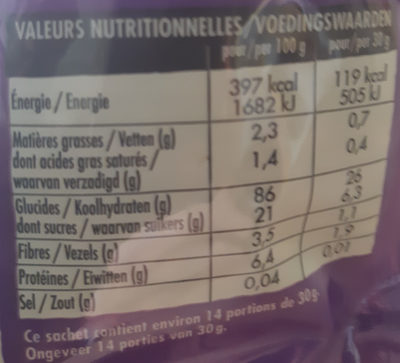 VALEURS NUTRITIONNELLES/VOEDINGSWAARDEN
pour/per 100 g pour/per 30 g
Énergie / Energie 397 kcal 119 kcal
1682 kJ 505 kJ
Matières grasses / Vetten (g) 2,3 0,7
dont acides gras saturés / 1,4 0,4
waarvan verzadigd (g)
Glucides / Koolhydraten (g) 86 26
dont sucres / waarvan suikers (g) 21 6,3
Fibres / Vezels (g) 3,5 1,1
Protéines / Eiwitten (g) 6,4 1,9
Sel / Zout (g) 0,04 0,01
Ce sachet contient environ 14 portions de 30g.
Ongeveer 14 porties van 30g.